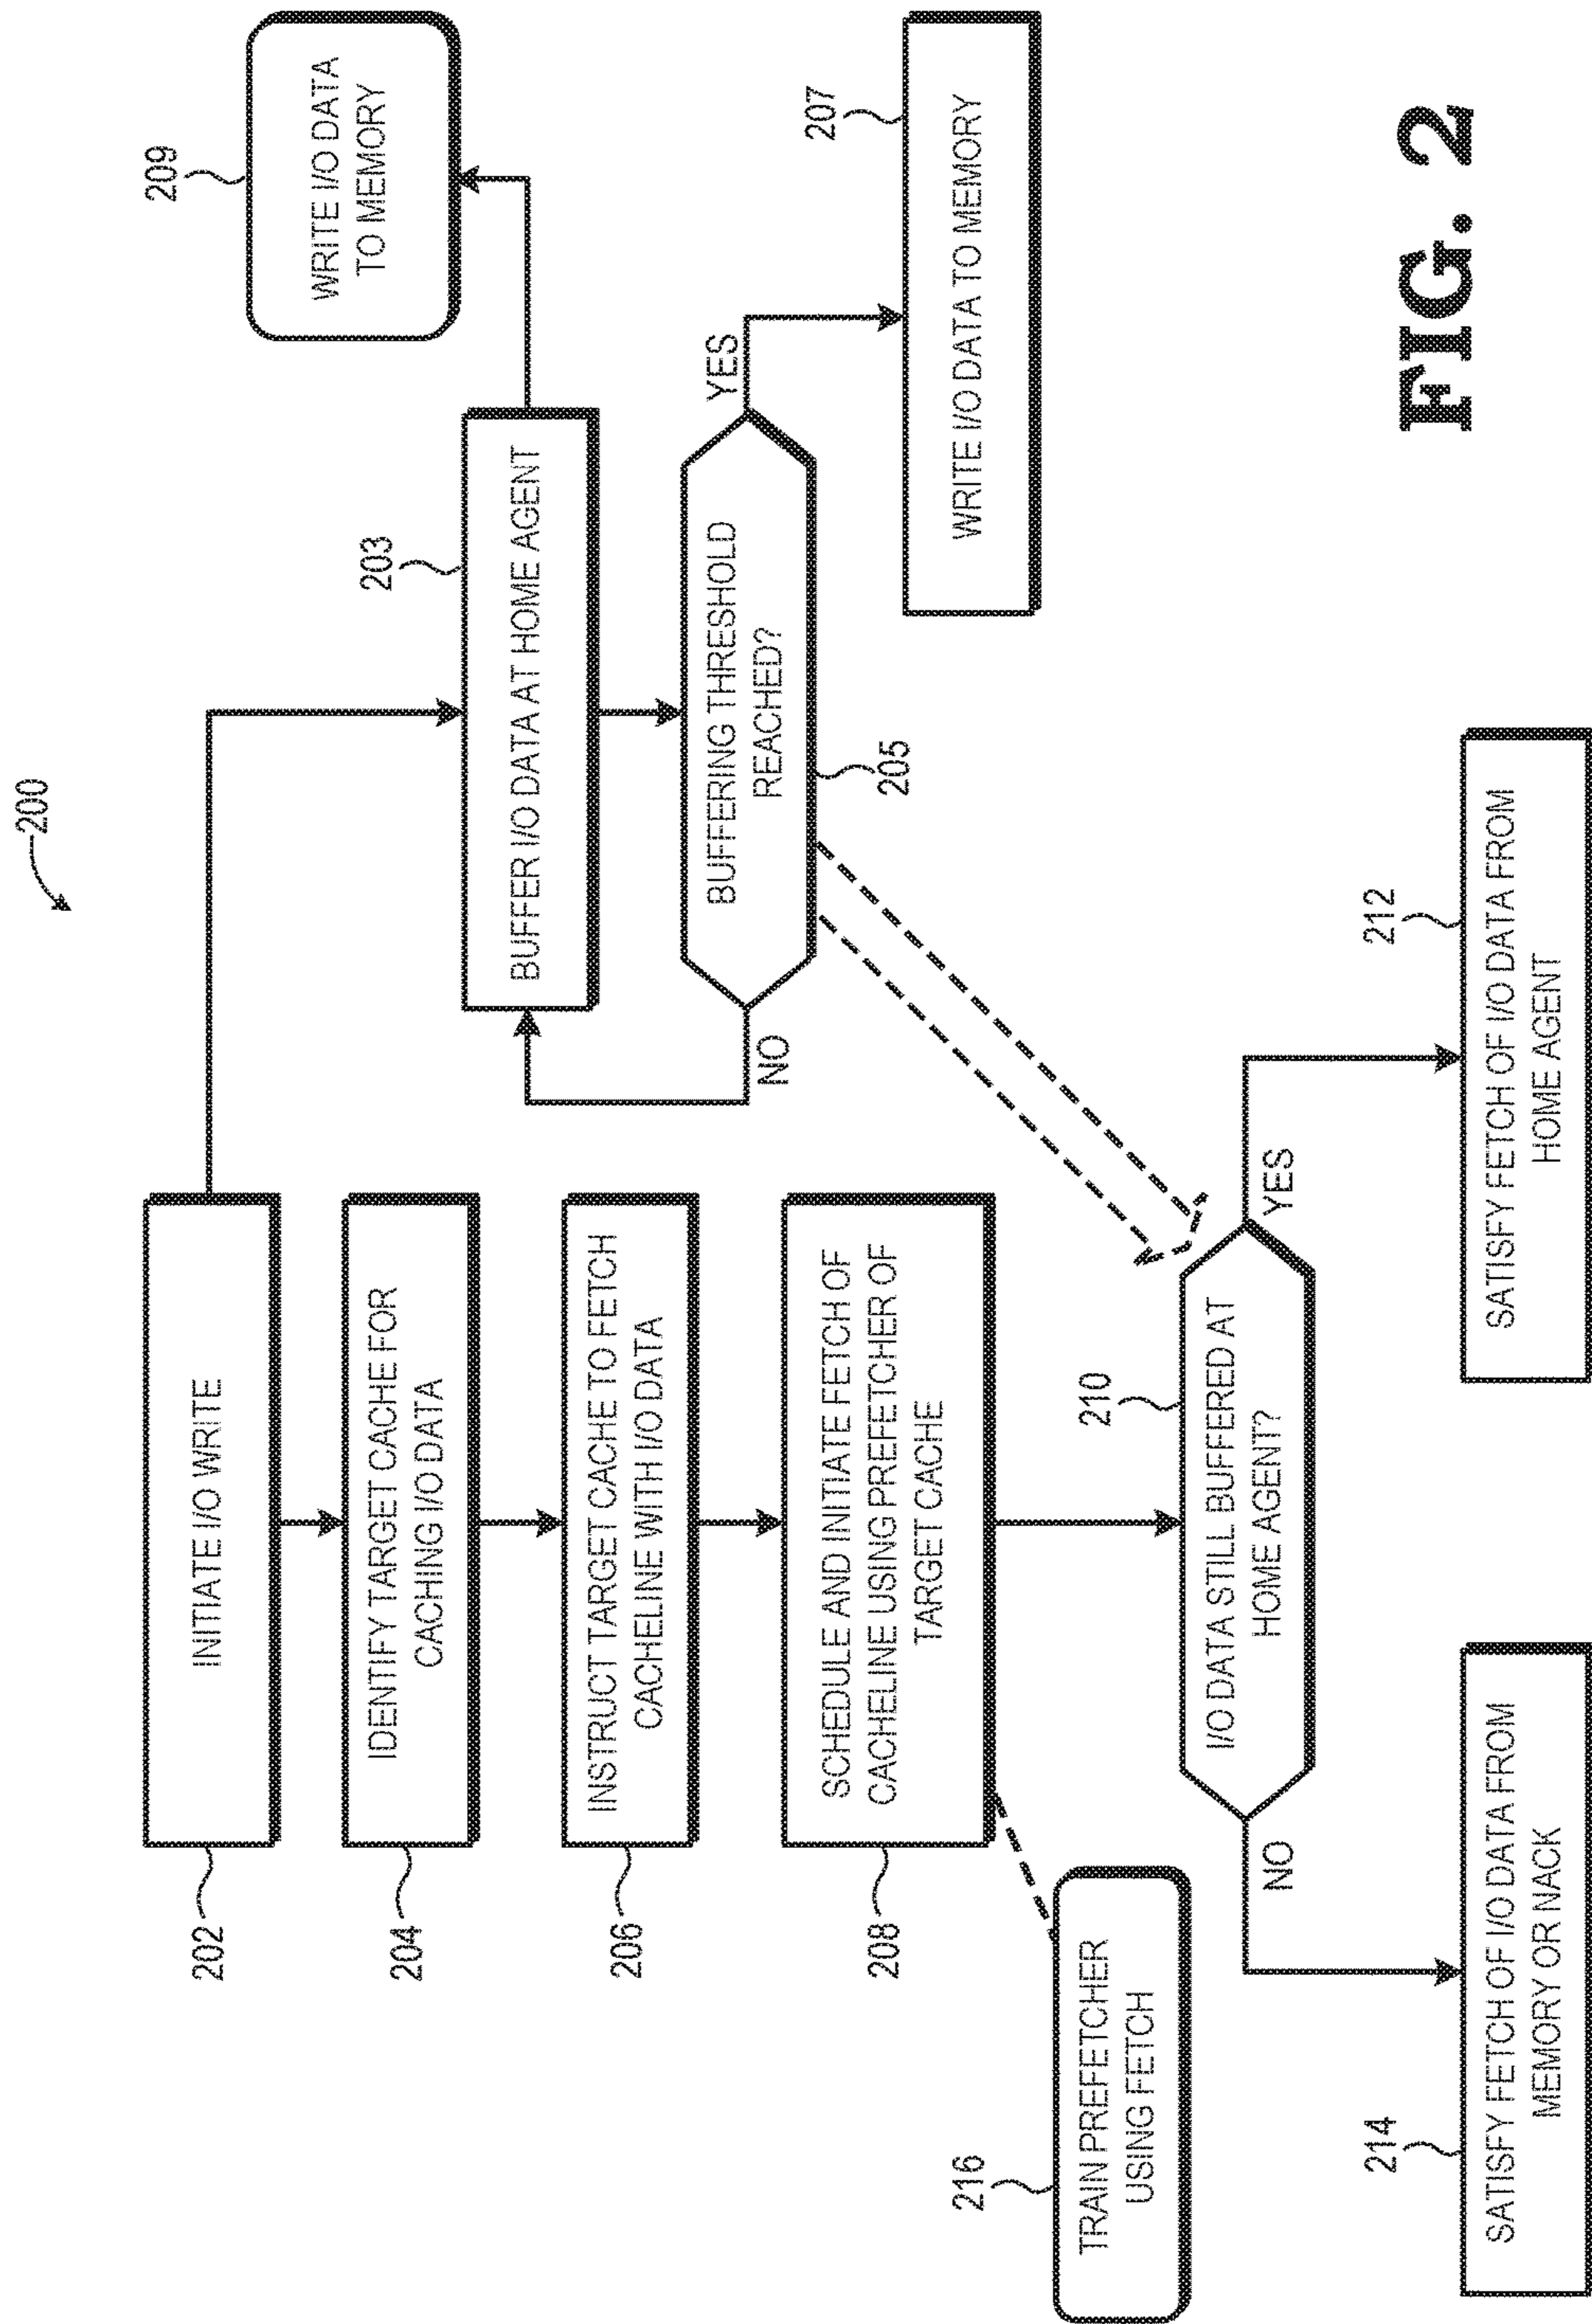 200
202
INITIATE I/O WRITE
204
IDENTIFY TARGET CACHE FOR
CACHING I/O DATA
206
INSTRUCT TARGET CACHE TO FETCH
CACHELINE WITH I/O DATA
208
SCHEDULE AND INITIATE FETCH OF
CACHELINE USING PREFETCHER OF
TARGET CACHE
216
TRAIN PREFETCHER
USING FETCH
210
I/O DATA STILL BUFFERED AT
HOME AGENT?
NO
YES
214
SATISFY FETCH OF I/O DATA FROM
MEMORY OR NACK
212
SATISFY FETCH OF I/O DATA FROM
HOME AGENT
203
BUFFER I/O DATA AT HOME AGENT
209
WRITE I/O DATA
TO MEMORY
205
BUFFERING THRESHOLD
REACHED?
NO
YES
207
WRITE I/O DATA TO MEMORY
FIG. 2